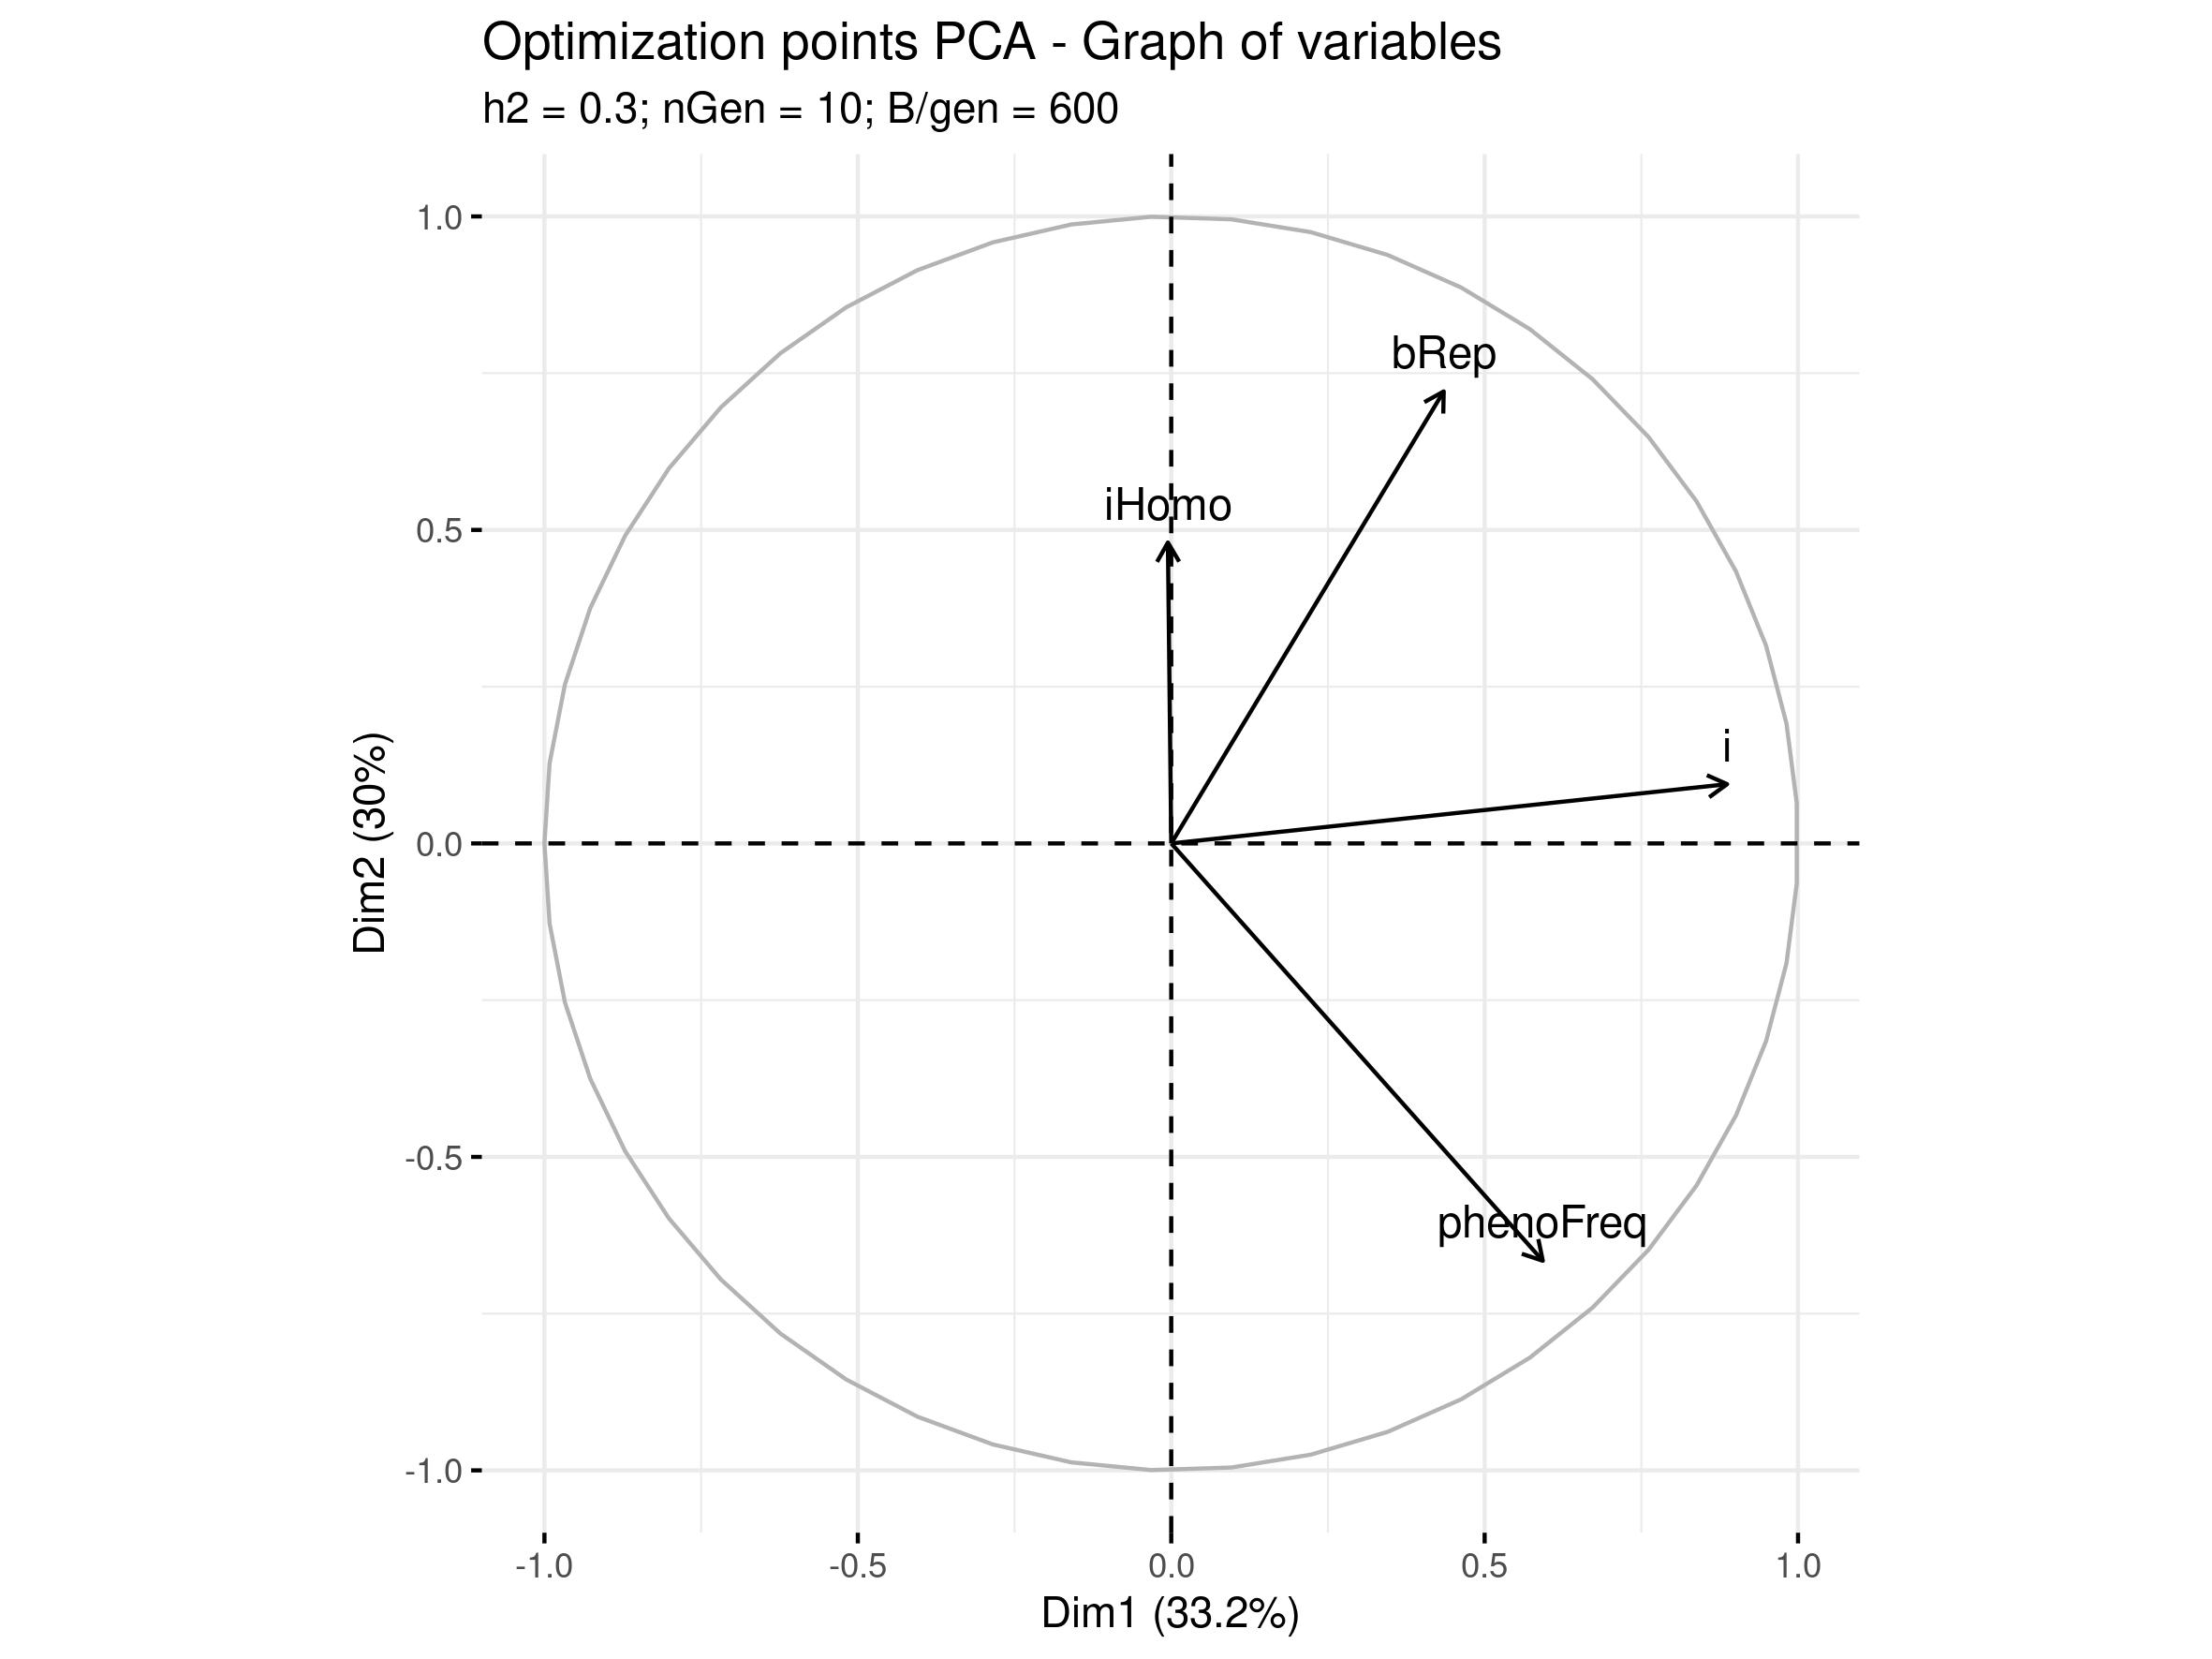 Optimization points PCA - Graph of variables
h2 = 0.3; nGen = 10; B/gen = 600
1.0
0.5
0.0
-0.5
-1.0
Dim2 (30%)
bRep
iHomo
i
phenoFreq
-1.0
-0.5
0.0
0.5
1.0
Dim1 (33.2%)